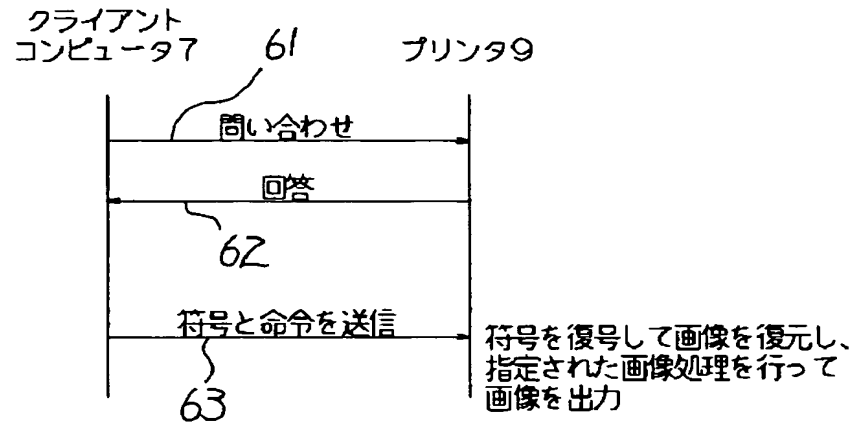 クライアント
コンピュータ7
61
プリンタ9
問い合わせ
回答
62
符号と命令を送信
63
符号を復号して画像を復元し、
指定された画像処理を行って
画像を出力